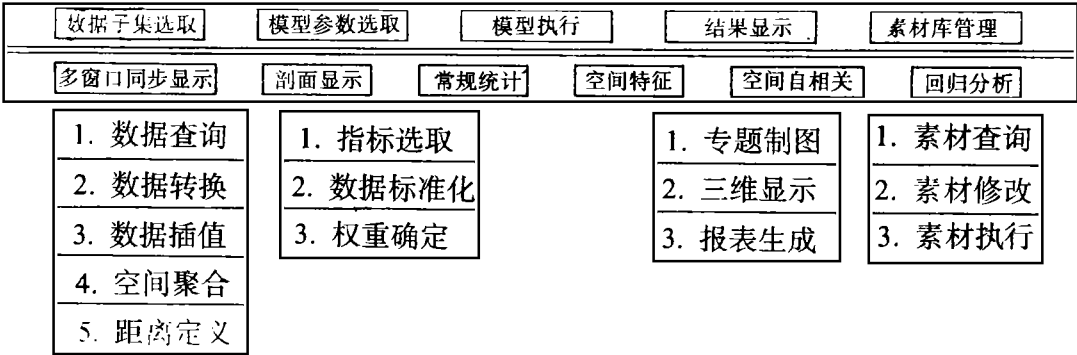 数据子集选取 模型参数选取 模型执行 结果显示 素材库管理
多窗口同步显示 剖面显示 常规统计 空间特征 空间自相关 回归分析
1. 数据查询
2. 数据转换
3. 数据插值
4. 空间聚合
5. 距离定义
1. 指标选取
2. 数据标准化
3. 权重确定
1. 专题制图
2. 三维显示
3. 报表生成
1. 素材查询
2. 素材修改
3. 素材执行